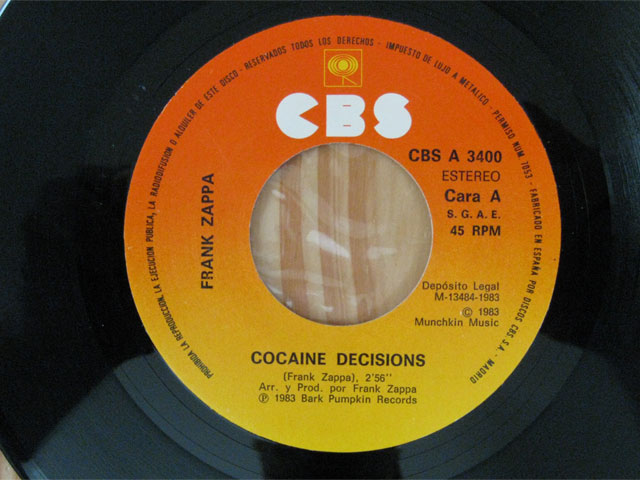 PROHIBIDA LA REPRODUCCION, LA EJECUCION PUBLICA, LA RADIODIFUSION O ALQUILER DE ESTE DISCO - RESERVADOS TODOS LOS DERECHOS - IMPUESTO DE LUJO A METALICO - PERMISO NUM 7053 - FABRICADO EN ESPAÑA POR DISCOS CBS S.A. - MADRID
CBS
FRANK ZAPPA
CBS A 3400
ESTEREO
Cara A
S. G. A. E.
45 RPM
Depósito Legal
M-13484-1983
© 1983
Munchkin Music
COCAINE DECISIONS
(Frank Zappa), 2'56''
Arr. y Prod. por Frank Zappa
℗ 1983 Bark Pumpkin Records